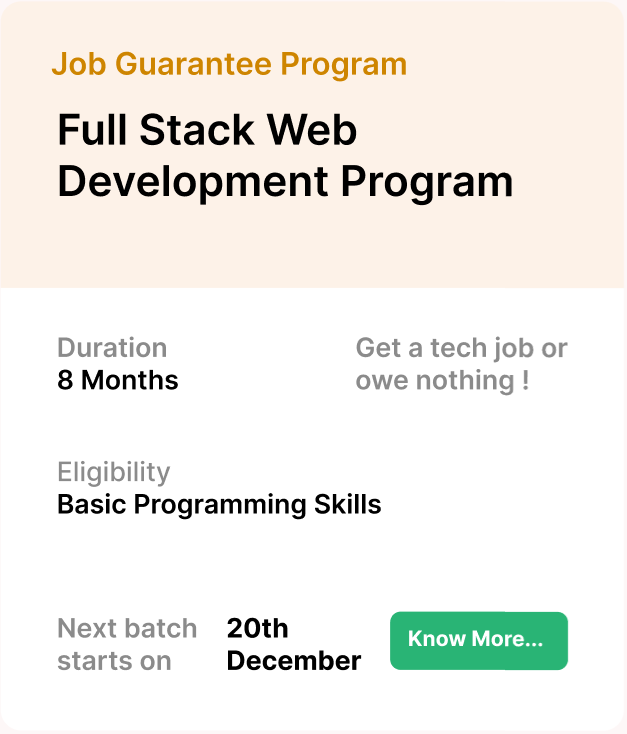 Job Guarantee Program
Full Stack Web
Development Program
Duration
8 Months
Get a tech job or
owe nothing !
Eligibility
Basic Programming Skills
Next batch
starts on
20th
December
Know More...